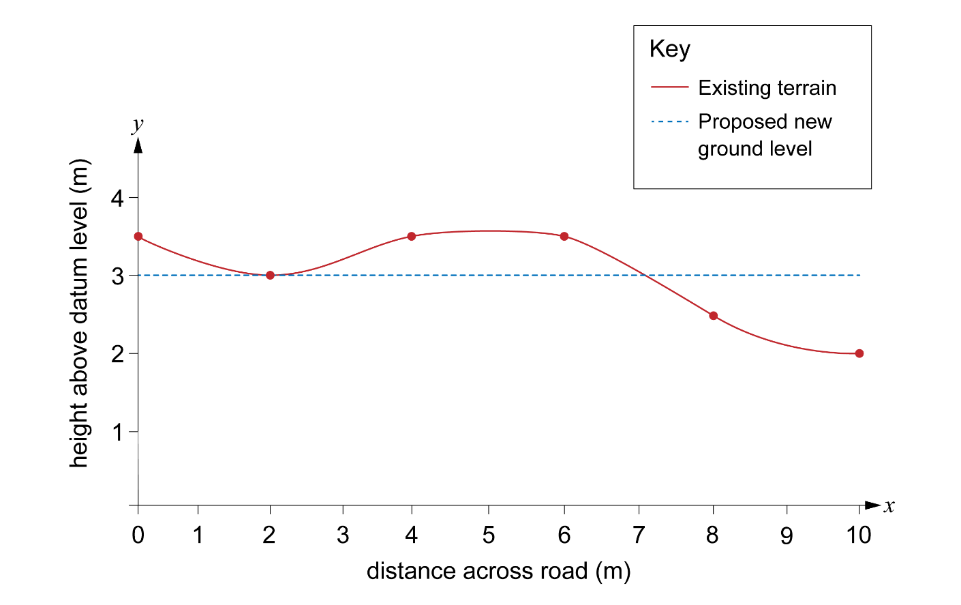 Key
Existing terrain
Proposed new
ground level
y
height above datum level (m)
4
3
2
1
0 1 2 3 4 5 6 7 8 9 10
x
distance across road (m)